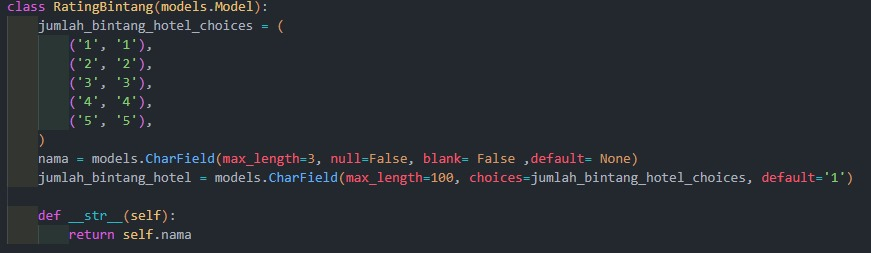 class RatingBintang(models.Model):
    jumlah_bintang_hotel_choices = (
        ('1', '1'),
        ('2', '2'),
        ('3', '3'),
        ('4', '4'),
        ('5', '5'),
    )
    nama = models.CharField(max_length=3, null=False, blank= False ,default= None)
    jumlah_bintang_hotel = models.CharField(max_length=100, choices=jumlah_bintang_hotel_choices, default='1')
    def __str__(self):
        return self.nama